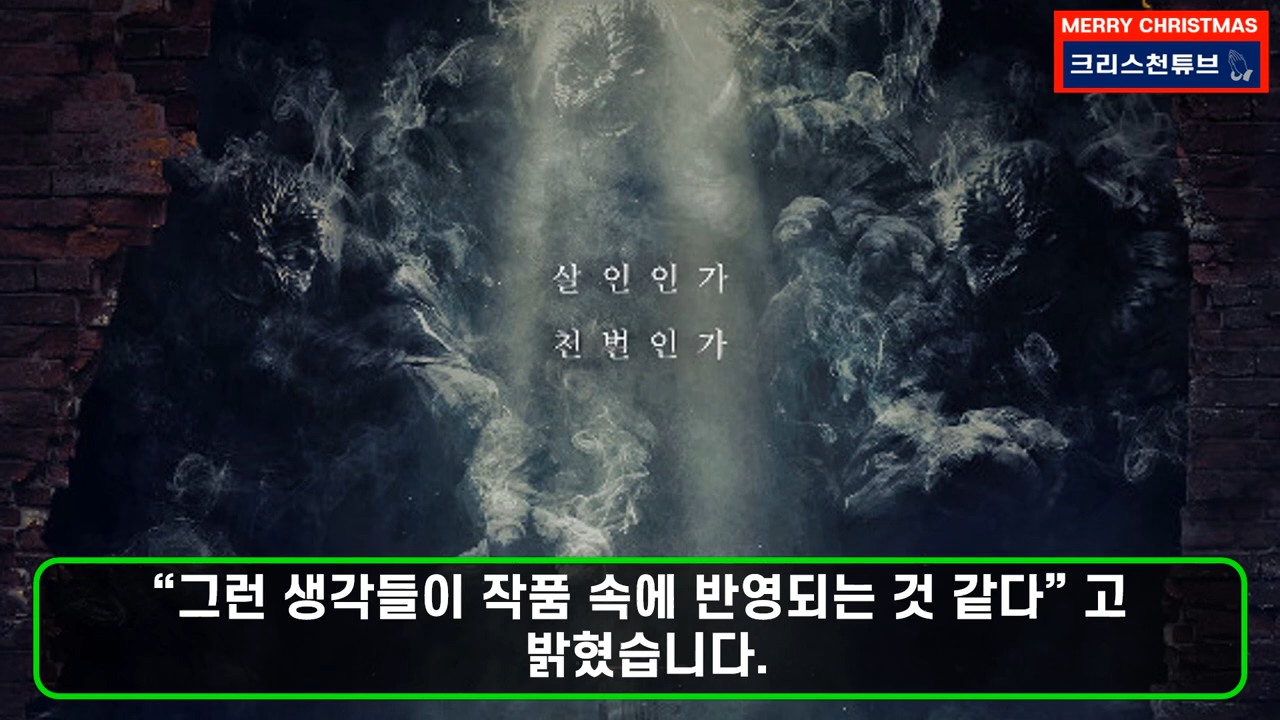 MERRY CHRISTMAS
크리스천튜브
살인인가
천벌인가
“그런 생각들이 작품 속에 반영되는 것 같다” 고
밝혔습니다.